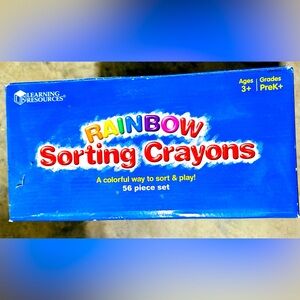 LEARNING
RESOURCES®
Ages
3+
Grades
PreK+
RAINBOW
Sorting Crayons
A colorful way to sort & play!
56 piece set